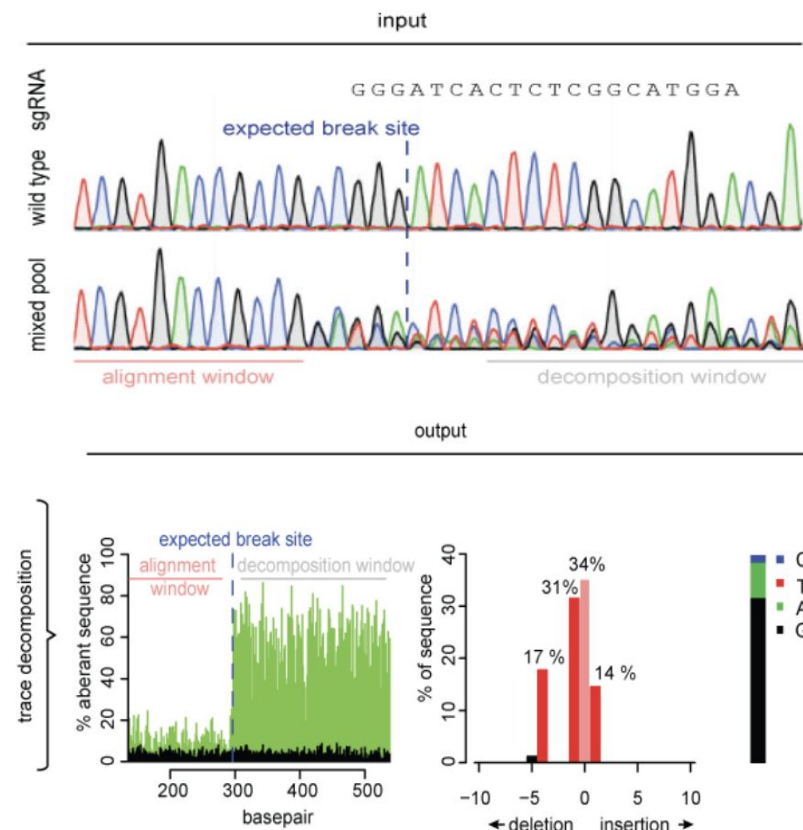 input
sgRNA
GGGATCACTCTCGGCATGGA
expected break site
wild type
mixed pool
alignment window
decomposition window
output
trace decomposition
expected break site
alignment
window
decomposition window
% aberant sequence
100
80
60
40
20
0
200
300
400
500
basepair
% of sequence
40
30
20
10
0
34%
31%
17 %
14 %
−10
−5
0
5
10
deletion
insertion
T
A